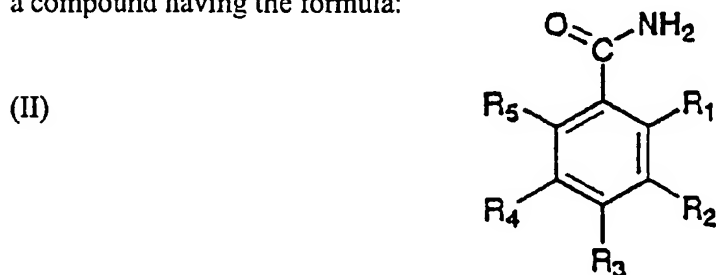 a compound having the formula:
(II)
O NH₂
C
R₅ R₁
R₄ R₂
R₃